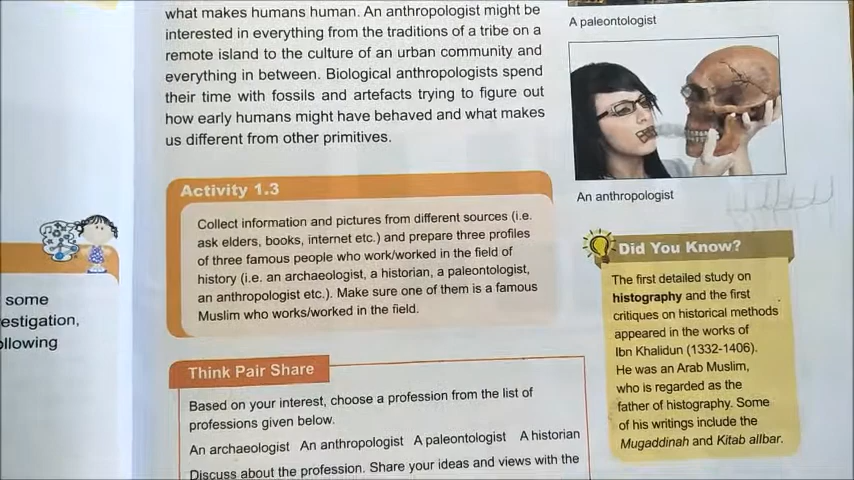 what makes humans human. An anthropologist might be
interested in everything from the traditions of a tribe on a
remote island to the culture of an urban community and
everything in between. Biological anthropologists spend
their time with fossils and artefacts trying to figure out
how early humans might have behaved and what makes
us different from other primitives.
A paleontologist
An anthropologist
Activity 1.3
Collect information and pictures from different sources (i.e.
ask elders, books, internet etc.) and prepare three profiles
of three famous people who work/worked in the field of
history (i.e. an archaeologist, a historian, a paleontologist,
an anthropologist etc.). Make sure one of them is a famous
Muslim who works/worked in the field.
Did You Know?
The first detailed study on
histography and the first
critiques on historical methods
appeared in the works of
Ibn Khalidun (1332-1406).
He was an Arab Muslim,
who is regarded as the
father of histography. Some
of his writings include the
Mugaddinah and Kitab allbar.
some
estigation,
ollowing
Think Pair Share
Based on your interest, choose a profession from the list of
professions given below.
An archaeologist An anthropologist A paleontologist A historian
Discuss about the profession. Share your ideas and views with the